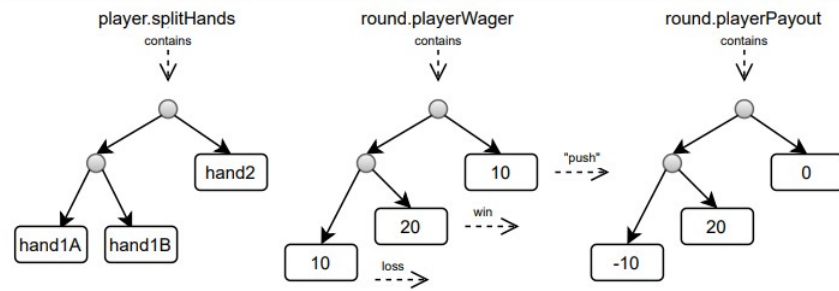 player.splitHands
contains
hand2
hand1A
hand1B
round.playerWager
contains
10
"push"
20
win
10
loss
round.playerPayout
contains
0
20
-10